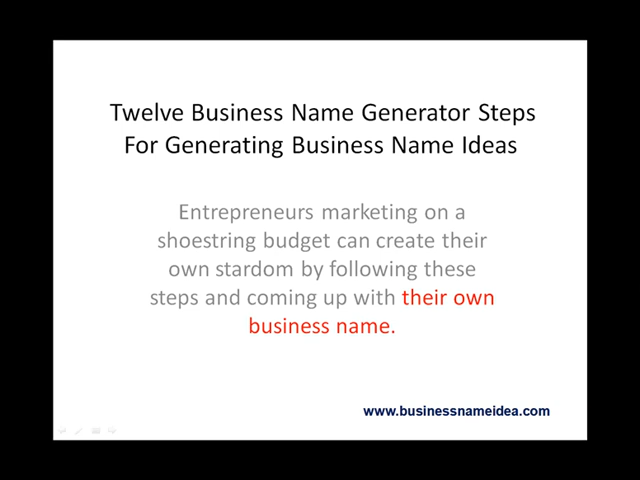 Twelve Business Name Generator Steps
For Generating Business Name Ideas
Entrepreneurs marketing on a
shoestring budget can create their
own stardom by following these
steps and coming up with their own
business name.
www.businessnameidea.com